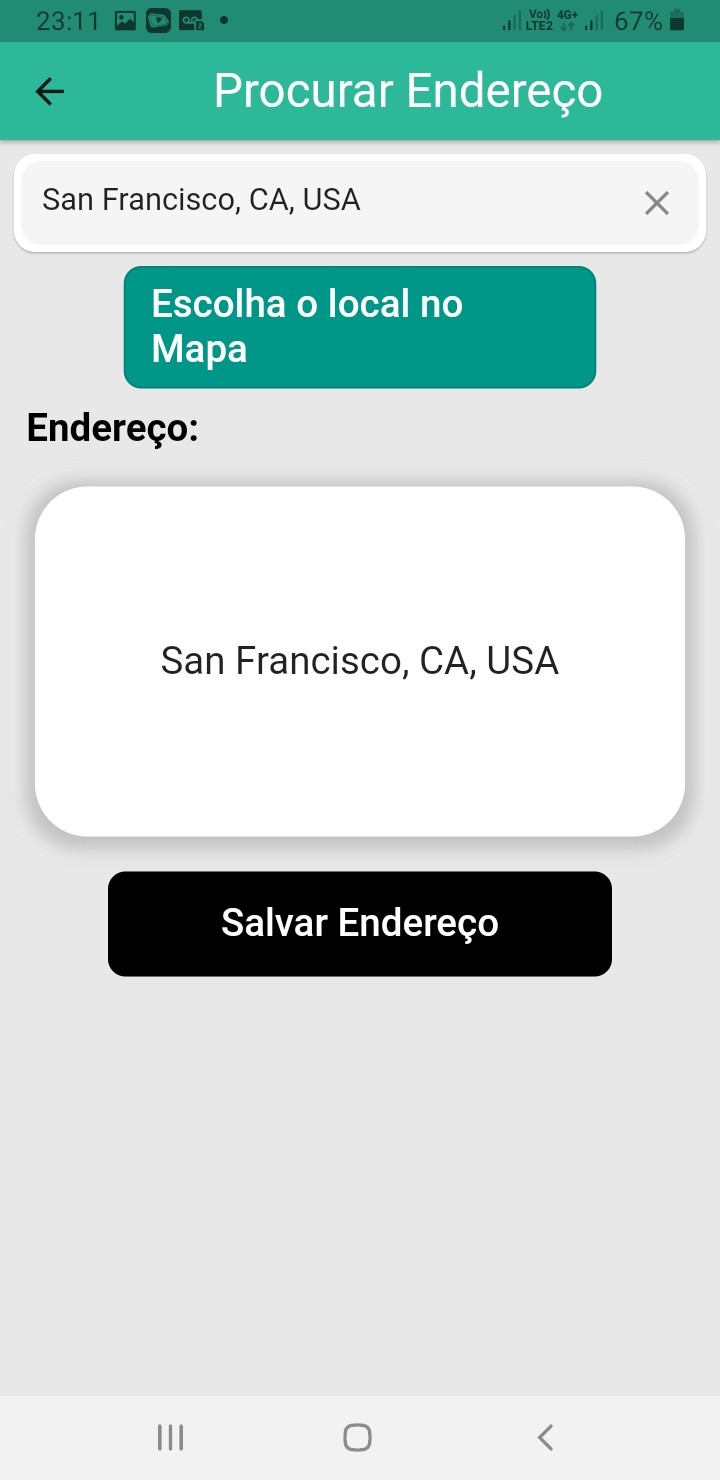 23:11
Vo)) 4G+
LTE2
67%
Procurar Endereço
San Francisco, CA, USA
Escolha o local no
Mapa
Endereço:
San Francisco, CA, USA
Salvar Endereço